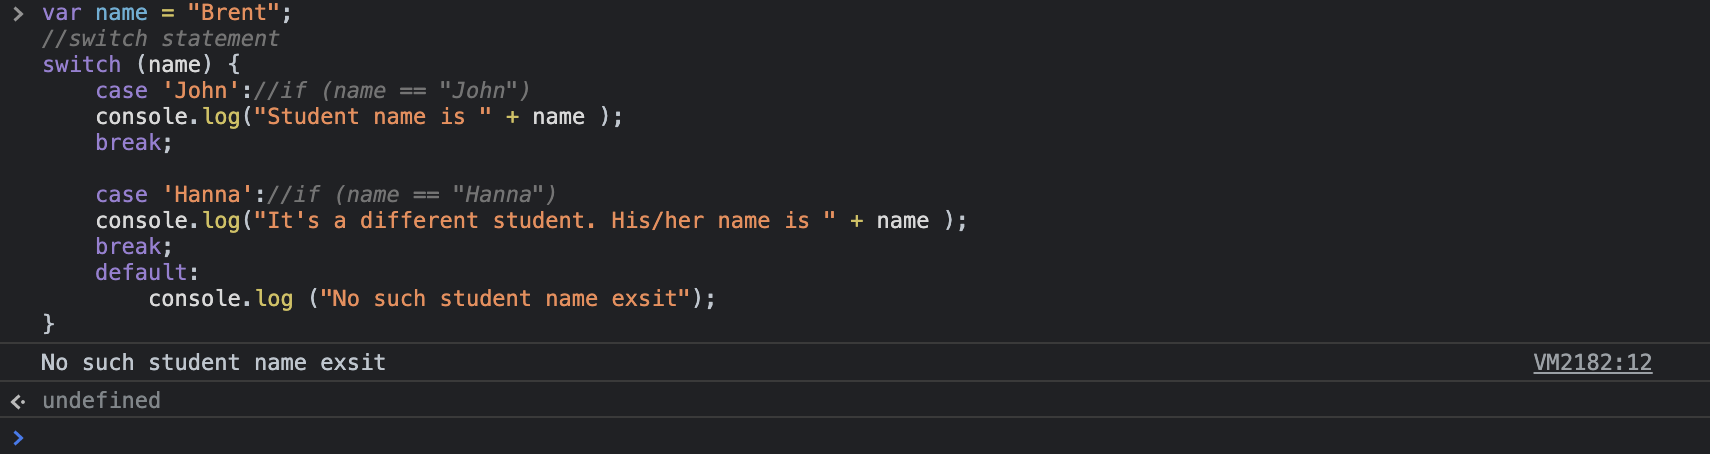 > var name = "Brent";
//switch statement
switch (name) {
    case 'John'://if (name == "John")
    console.log("Student name is " + name );
    break;

    case 'Hanna'://if (name == "Hanna")
    console.log("It's a different student. His/her name is " + name );
    break;
    default:
        console.log ("No such student name exsit");
}
No such student name exsit VM2182:12
undefined